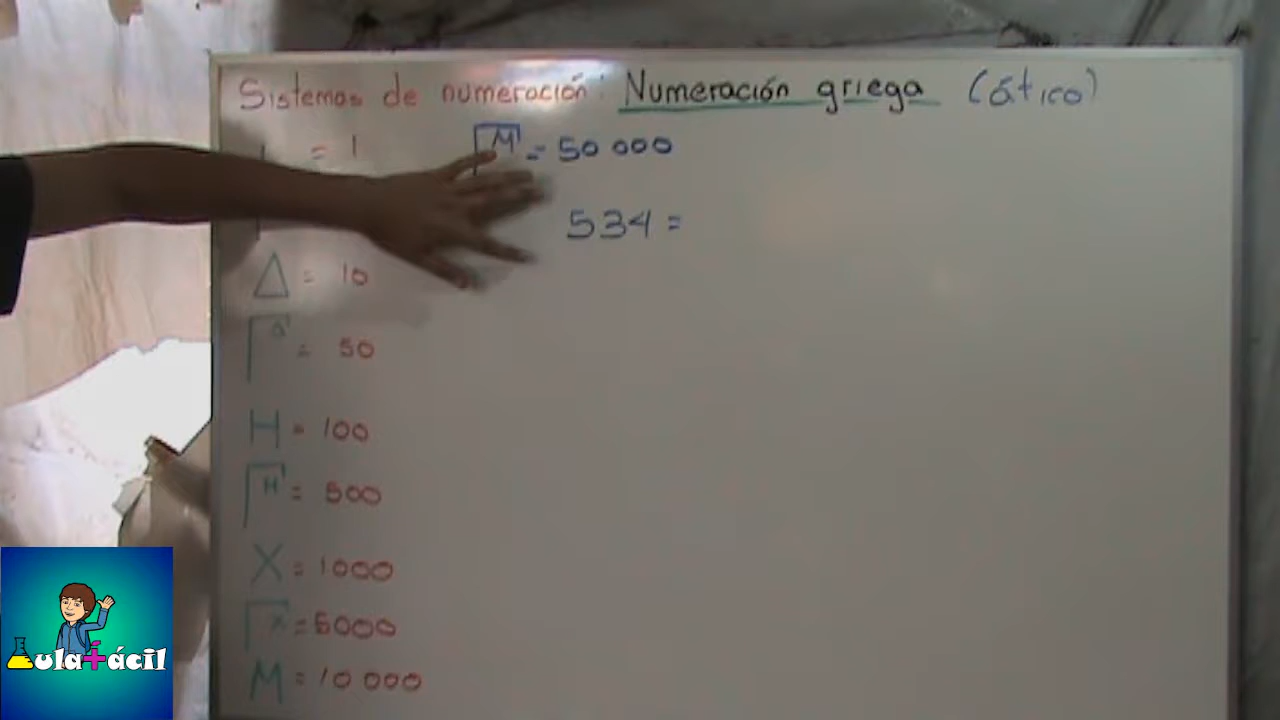 Sistemas de numeración: Numeración griega (ático)
= 1
M = 50 000
534 =
Δ = 10
Γ Δ = 50
H = 100
Γ H = 500
X = 1000
Γ X = 5000
M = 10 000
Aula+ácil